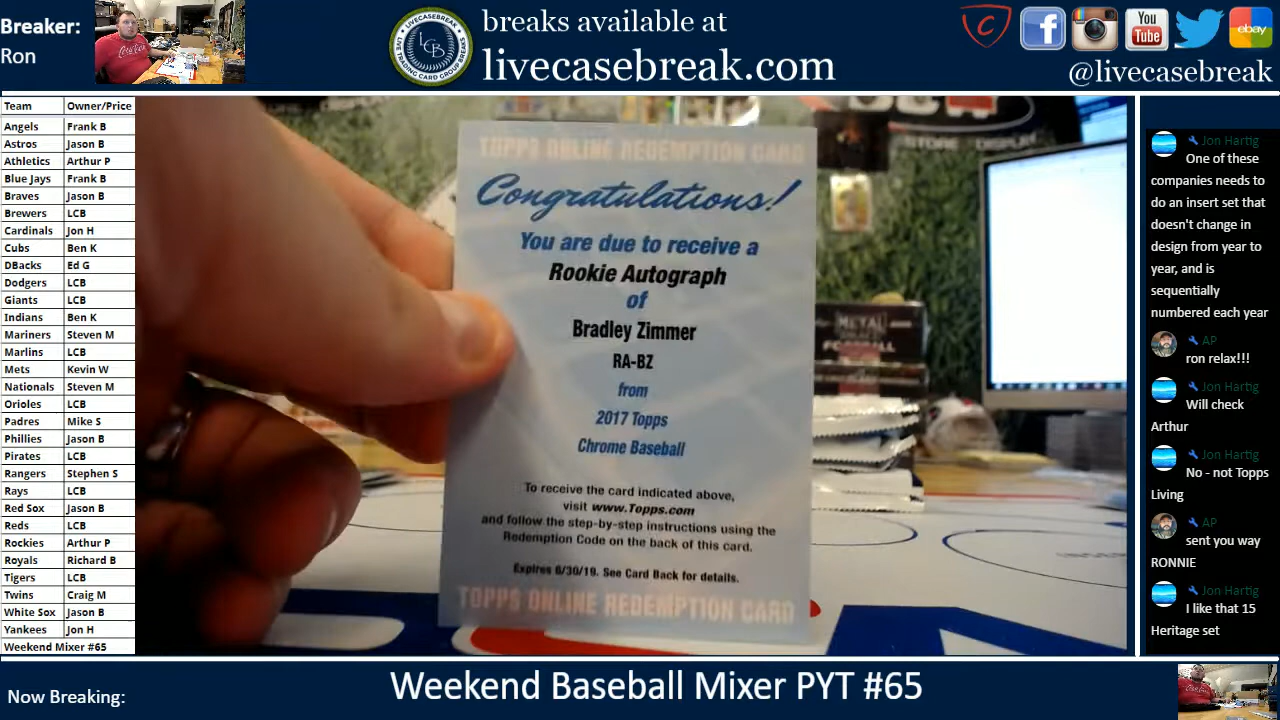 Breaker:
Ron
breaks available at
livecasebreak.com
You
Tube
ebay
@livecasebreak
Team Owner/Price
Angels Frank B
Astros Jason B
Athletics Arthur P
Blue Jays Frank B
Braves Jason B
Brewers LCB
Cardinals Jon H
Cubs Ben K
DBacks Ed G
Dodgers LCB
Giants LCB
Indians Ben K
Mariners Steven M
Marlins LCB
Mets Kevin W
Nationals Steven M
Orioles LCB
Padres Mike S
Phillies Jason B
Pirates LCB
Rangers Stephen S
Rays LCB
Red Sox Jason B
Reds LCB
Rockies Arthur P
Royals Richard B
Tigers LCB
Twins Craig M
White Sox Jason B
Yankees Jon H
Weekend Mixer #65
ONLINE REDEMPTION CARD
Congratulations!
You are due to receive a
Rookie Autograph
of
Bradley Zimmer
RA-BZ
from
2017 Topps
Chrome Baseball
To receive the card indicated above,
visit www.Topps.com
and follow the step-by-step instructions using the
Redemption Code on the back of this card.
Expires 6/30/19. See Card Back for details.
ONLINE REDEMPTION CARD
STORE DISPLAY
METAL
Jon Hartig
One of these
companies needs to
do an insert set that
doesn't change in
design from year to
year, and is
sequentially
numbered each year
AP
ron relax!!!
Jon Hartig
Will check
Arthur
Jon Hartig
No - not Topps
Living
AP
sent you way
RONNIE
Jon Hartig
I like that 15
Heritage set
Now Breaking:
Weekend Baseball Mixer PYT #65